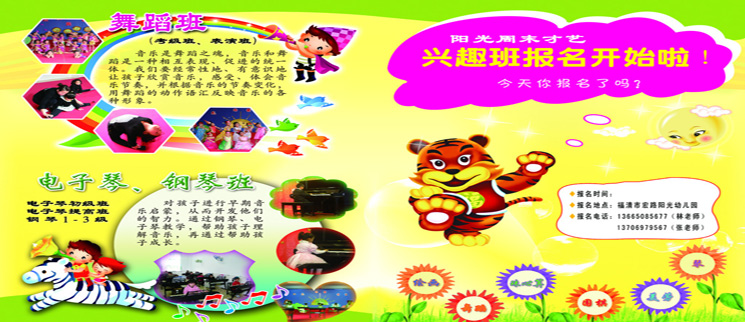 舞蹈班
(考级班、表演班)
音乐是舞蹈之魂，音乐和舞
蹈是一种相互表现、促进的统一
体。我们要经常性地、有意识地
让孩子欣赏音乐，感受、体会音
乐节奏，并根据音乐的节奏变化，
用舞蹈的动作语汇反映音乐的各
种形象。
电子琴、钢琴班
电子琴初级班
电子琴提高班
钢琴1-3级
对孩子进行早期音
乐启蒙，从而开发他们
的智力。通过钢琴、电
子琴教学，帮助孩子理
解音乐，再通过帮助孩
子成长。
阳光周末才艺
兴趣班报名开始啦！
今天你报名了吗？
报名时间：
报名地点：福清市宏路阳光幼儿园
报名电话：13665085677（林老师）
13706979567（张老师）
绘画
舞蹈
珠心算
围棋
美劳
琴